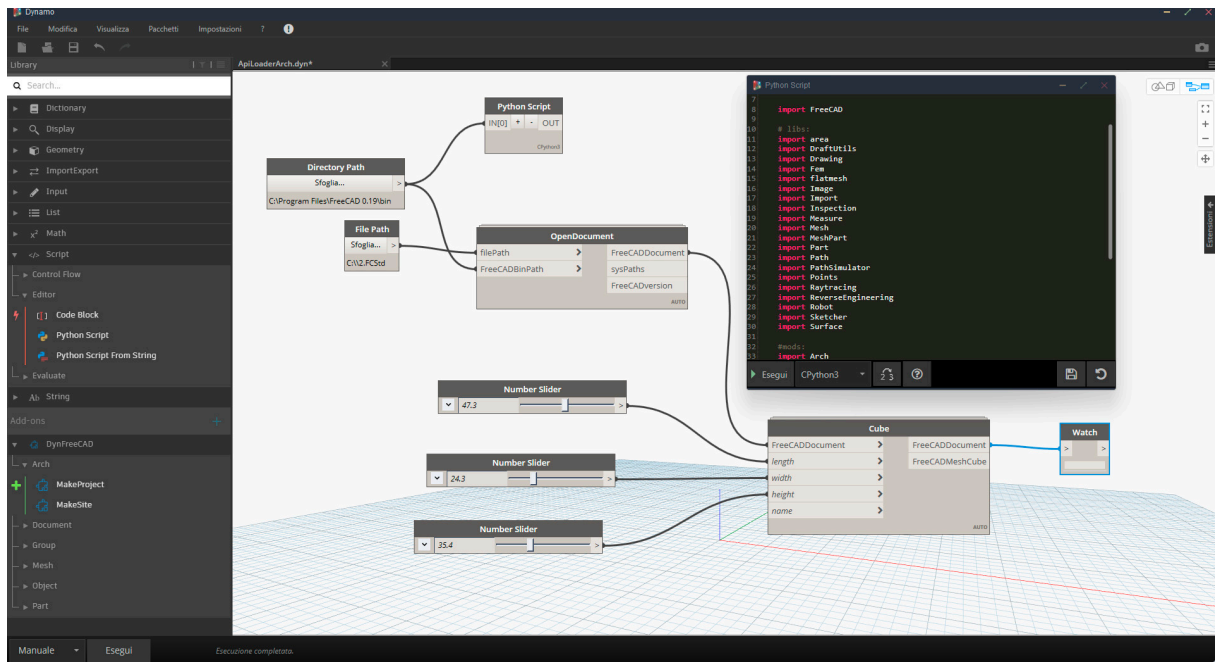 Dynamo
File Modifica Visualizza Pacchetti Impostazioni ?
Library
ApiLoaderArch.dyn*
Search...
Dictionary
Display
Geometry
ImportExport
Input
List
x² Math
</> Script
Control Flow
Editor
Code Block
Python Script
Python Script From String
Evaluate
Ab String
Add-ons
DynFreeCAD
Arch
MakeProject
MakeSite
Document
Group
Mesh
Object
Part
Python Script
IN[0] + - OUT
CPython3
Directory Path
Sfoglia... >
C:\Program Files\FreeCAD 0.19\bin
File Path
Sfoglia... >
C:\\2.FCStd
OpenDocument
filePath > FreeCADDocument
FreeCADBinPath > sysPaths
FreeCADversion
AUTO
Python Script
7
8 import FreeCAD
9
10 # libs:
11 import area
12 import DraftUtils
13 import Drawing
14 import Fem
15 import flatmesh
16 import Image
17 import Import
18 import Inspection
19 import Measure
20 import Mesh
21 import MeshPart
22 import Part
23 import Path
24 import PathSimulator
25 import Points
26 import Raytracing
27 import ReverseEngineering
28 import Robot
29 import Sketcher
30 import Surface
31
32 #mods:
33 import Arch
Esegui CPython3 2 3
Estensioni
Number Slider
47.3 >
Number Slider
24.3 >
Number Slider
35.4 >
Cube
FreeCADDocument > FreeCADDocument
length > FreeCADMeshCube
width >
height >
name >
AUTO
Watch
> >
Manuale Esegui Esecuzione completata.